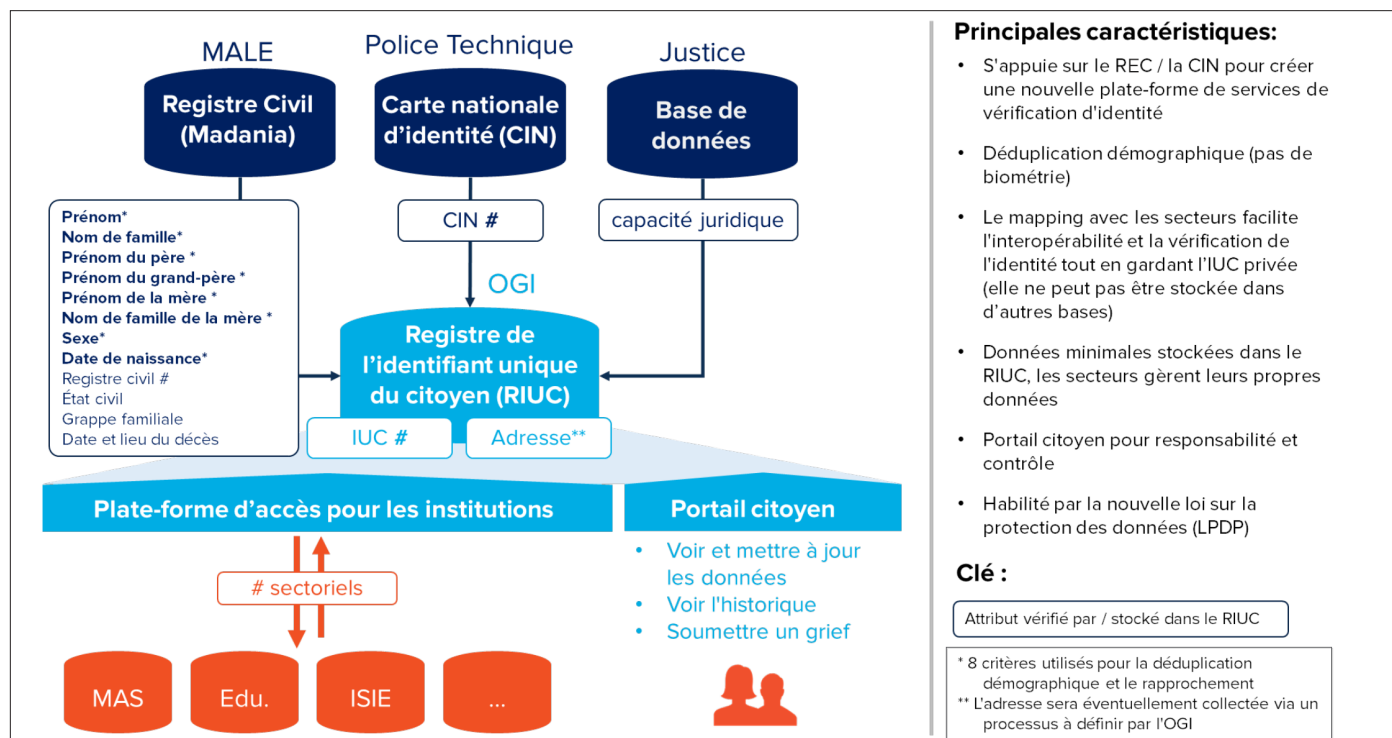 MALE
Police Technique
Justice
Registre Civil
(Madania)
Carte nationale
d'identité (CIN)
Base de
données
Prénom*
Nom de famille*
Prénom du père *
Prénom du grand-père *
Prénom de la mère *
Nom de famille de la mère *
Sexe*
Date de naissance*
Registre civil #
État civil
Grappe familiale
Date et lieu du décès
CIN #
capacité juridique
OGI
Registre de
l'identifiant unique
du citoyen (RIUC)
IUC #
Adresse**
Plate-forme d'accès pour les institutions
Portail citoyen
# sectoriels
• Voir et mettre à jour
les données
• Voir l'historique
• Soumettre un grief
MAS
Edu.
ISIE
...
Principales caractéristiques:
• S'appuie sur le REC / la CIN pour créer
une nouvelle plate-forme de services de
vérification d'identité
• Déduplication démographique (pas de
biométrie)
• Le mapping avec les secteurs facilite
l'interopérabilité et la vérification de
l'identité tout en gardant l'IUC privée
(elle ne peut pas être stockée dans
d'autres bases)
• Données minimales stockées dans le
RIUC, les secteurs gèrent leurs propres
données
• Portail citoyen pour responsabilité et
contrôle
• Habilité par la nouvelle loi sur la
protection des données (LPDP)
Clé :
Attribut vérifié par / stocké dans le RIUC
* 8 critères utilisés pour la déduplication
démographique et le rapprochement
** L'adresse sera éventuellement collectée via un
processus à définir par l'OGI